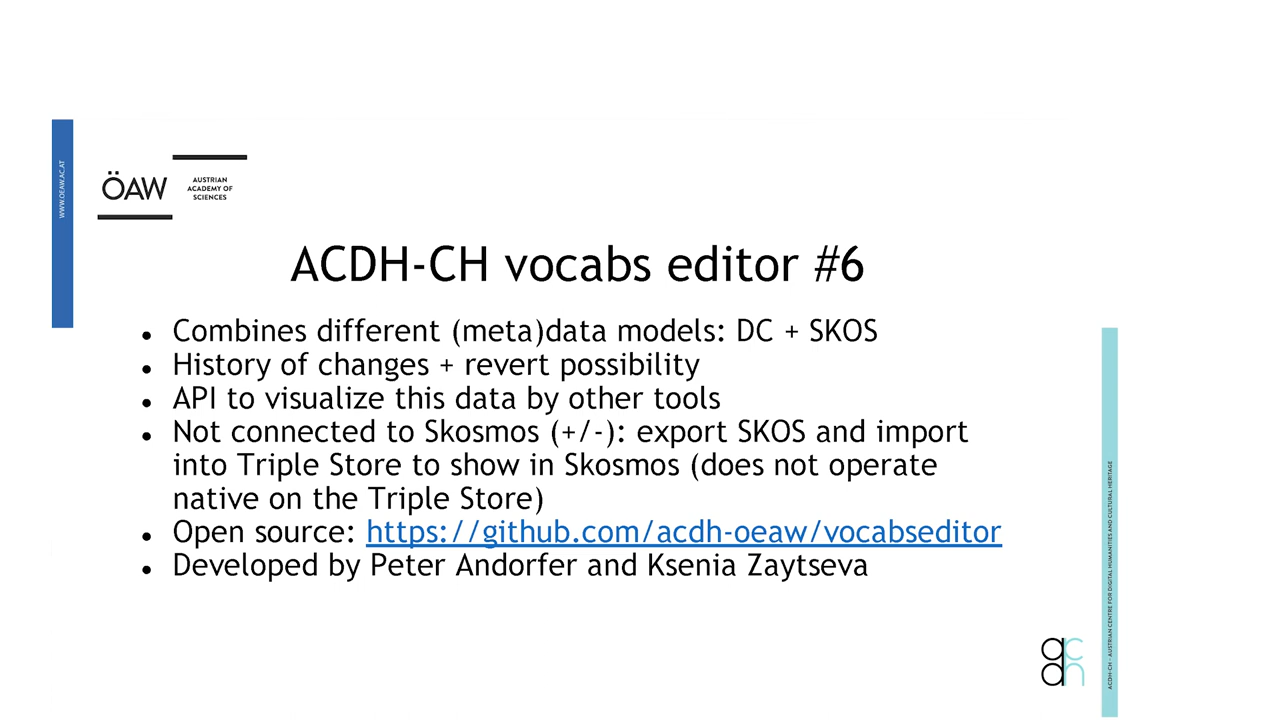 WWW.OEAW.AC.AT
ÖAW
AUSTRIAN
ACADEMY OF
SCIENCES
ACDH-CH vocabs editor #6
• Combines different (meta)data models: DC + SKOS
• History of changes + revert possibility
• API to visualize this data by other tools
• Not connected to Skosmos (+/-): export SKOS and import
into Triple Store to show in Skosmos (does not operate
native on the Triple Store)
• Open source: https://github.com/acdh-oeaw/vocabseditor
• Developed by Peter Andorfer and Ksenia Zaytseva
ACDH-CH - AUSTRIAN CENTRE FOR DIGITAL HUMANITIES AND CULTURAL HERITAGE
ac
dh